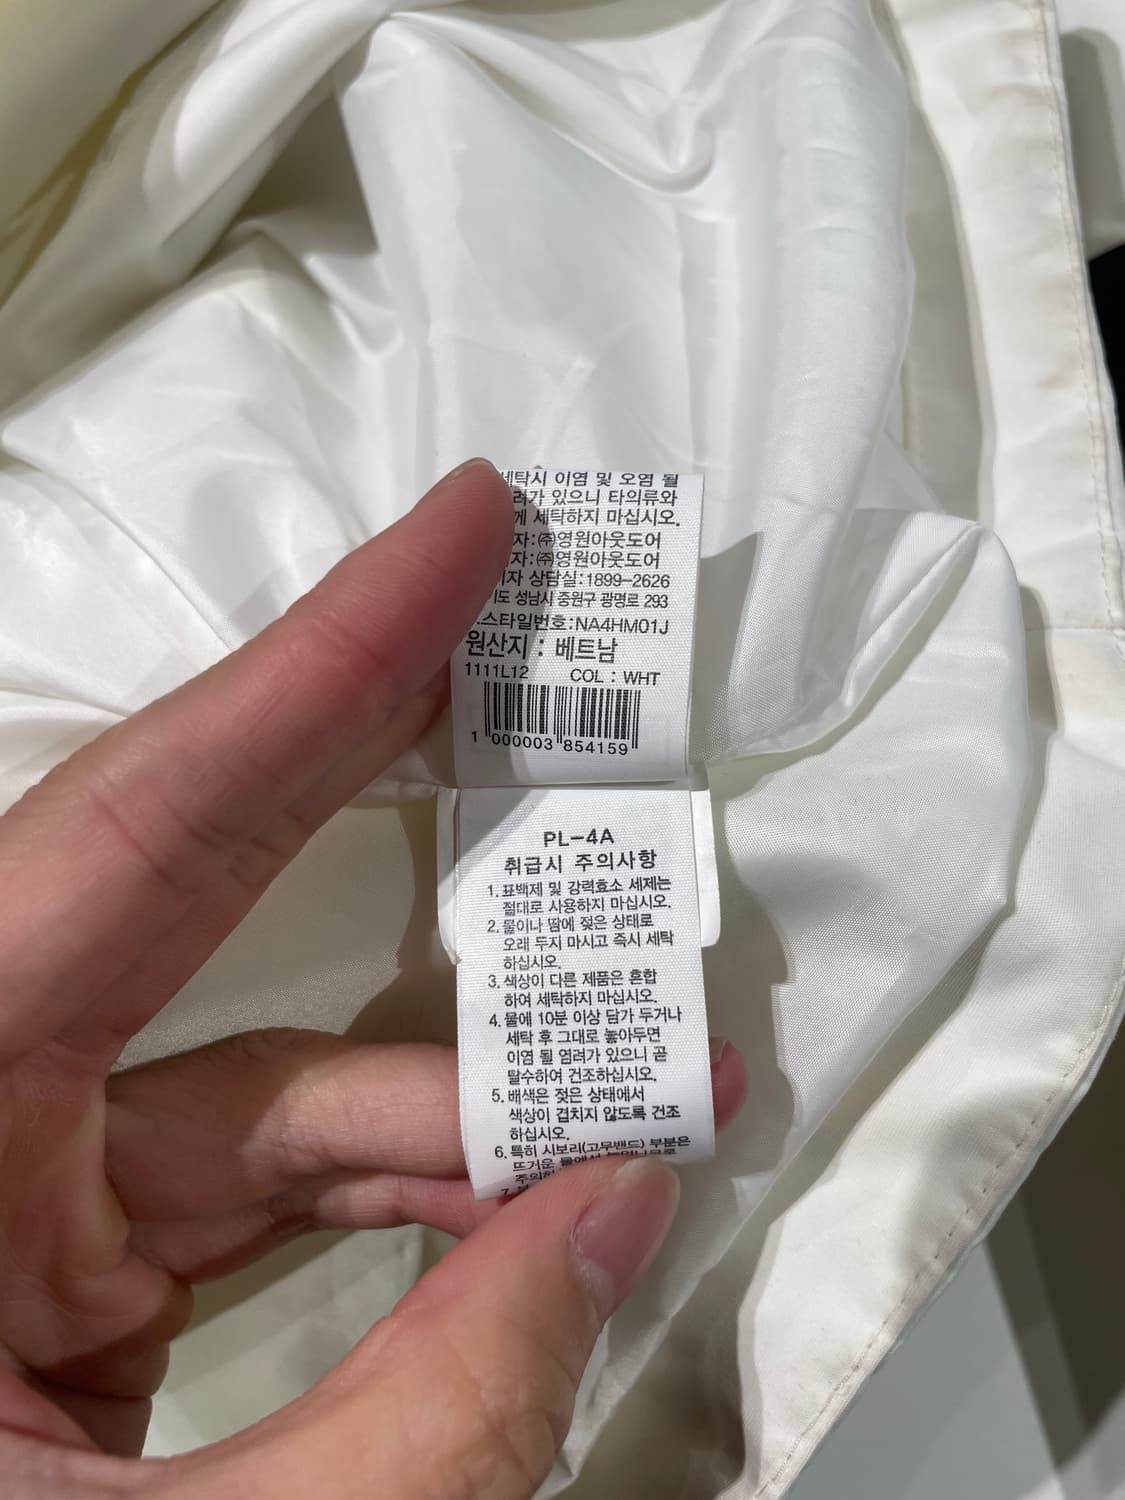 세탁시 이염 및 오염 될
려가 있으니 타의류와
께 세탁하지 마십시오.
자:㈜영원아웃도어
자:㈜영원아웃도어
자 상담실:1899-2626
도 성남시 중원구 광명로 293
스타일번호:NA4HM01J
원산지 : 베트남
1111L12 COL : WHT
1 000003 854159
PL-4A
취급시 주의사항
1. 표백제 및 강력효소 세제는
절대로 사용하지 마십시오.
2. 물이나 땀에 젖은 상태로
오래 두지 마시고 즉시 세탁
하십시오.
3. 색상이 다른 제품은 혼합
하여 세탁하지 마십시오.
4. 물에 10분 이상 담가 두거나
세탁 후 그대로 놓아두면
이염 될 염려가 있으니 곧
탈수하여 건조하십시오.
5. 배색은 젖은 상태에서
색상이 겹치지 않도록 건조
하십시오.
6. 특히 시보리(고무밴드) 부분은
뜨거운 물에서